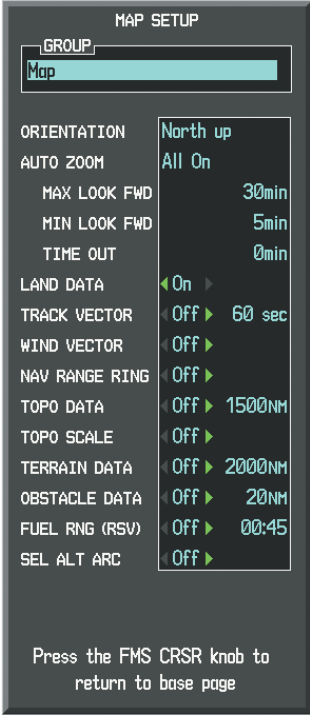 MAP SETUP
GROUP
Map
ORIENTATION North up
AUTO ZOOM All On
MAX LOOK FWD 30min
MIN LOOK FWD 5min
TIME OUT 0min
LAND DATA On
TRACK VECTOR Off 60 sec
WIND VECTOR Off
NAV RANGE RING Off
TOPO DATA Off 1500NM
TOPO SCALE Off
TERRAIN DATA Off 2000NM
OBSTACLE DATA Off 20NM
FUEL RNG (RSV) Off 00:45
SEL ALT ARC Off
Press the FMS CRSR knob to
return to base page